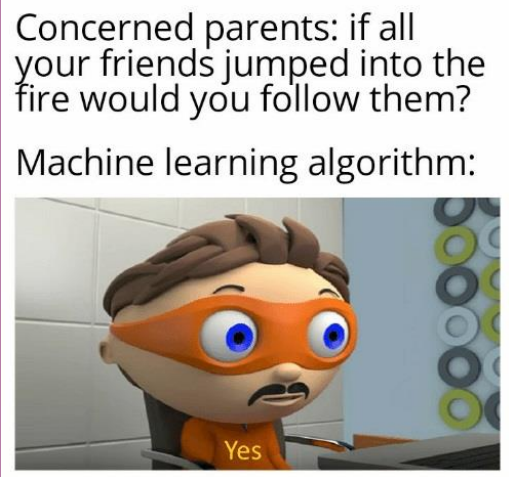 Concerned parents: if all
your friends jumped into the
fire would you follow them?
Machine learning algorithm:
Yes